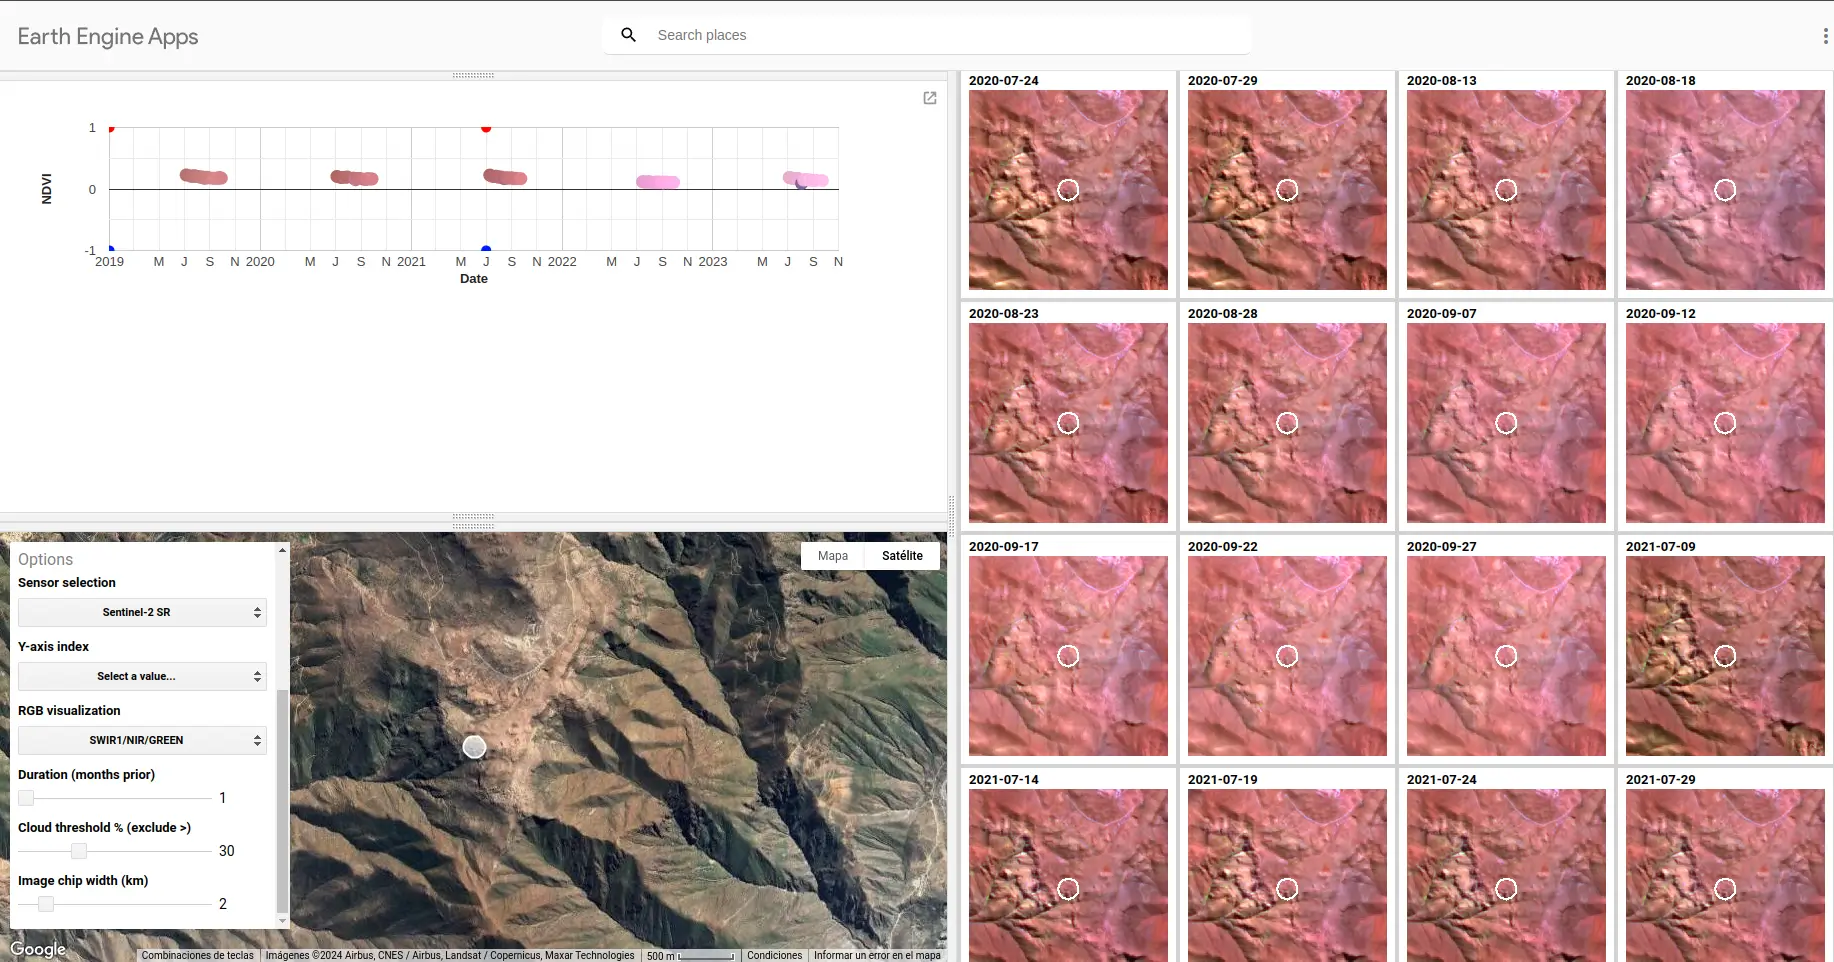 Earth Engine Apps
Search places
1
0
-1
NDVI
2019 M J S N 2020 M J S N 2021 M J S N 2022 M J S N 2023 M J S N
Date
Options
Sensor selection
Sentinel-2 SR
Y-axis index
Select a value...
RGB visualization
SWIR1/NIR/GREEN
Duration (months prior)
1
Cloud threshold % (exclude >)
30
Image chip width (km)
2
Mapa Satélite
Google
Combinaciones de teclas Imágenes ©2024 Airbus, CNES / Airbus, Landsat / Copernicus, Maxar Technologies 500 m Condiciones Informar un error en el mapa
2020-07-24 2020-07-29 2020-08-13 2020-08-18
2020-08-23 2020-08-28 2020-09-07 2020-09-12
2020-09-17 2020-09-22 2020-09-27 2021-07-09
2021-07-14 2021-07-19 2021-07-24 2021-07-29